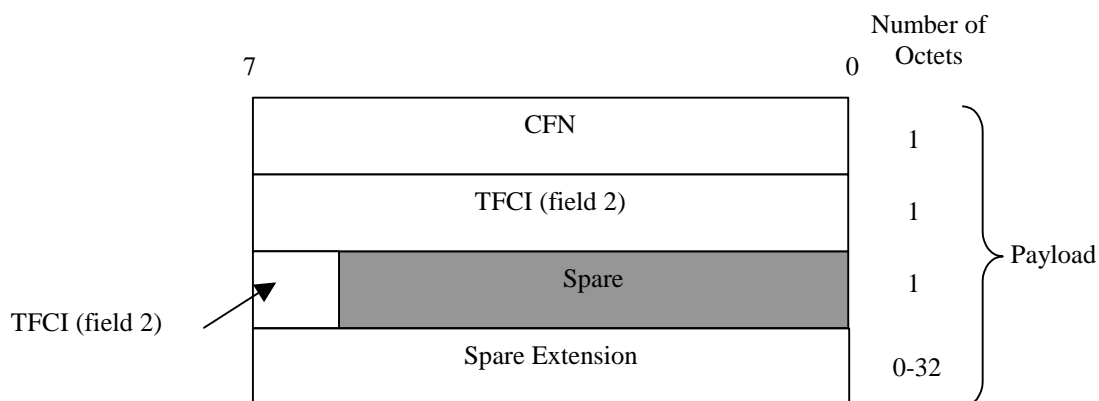 Number of
Octets
7
0
CFN
1
TFCI (field 2)
1
Spare
1
Payload
TFCI (field 2)
Spare Extension
0-32